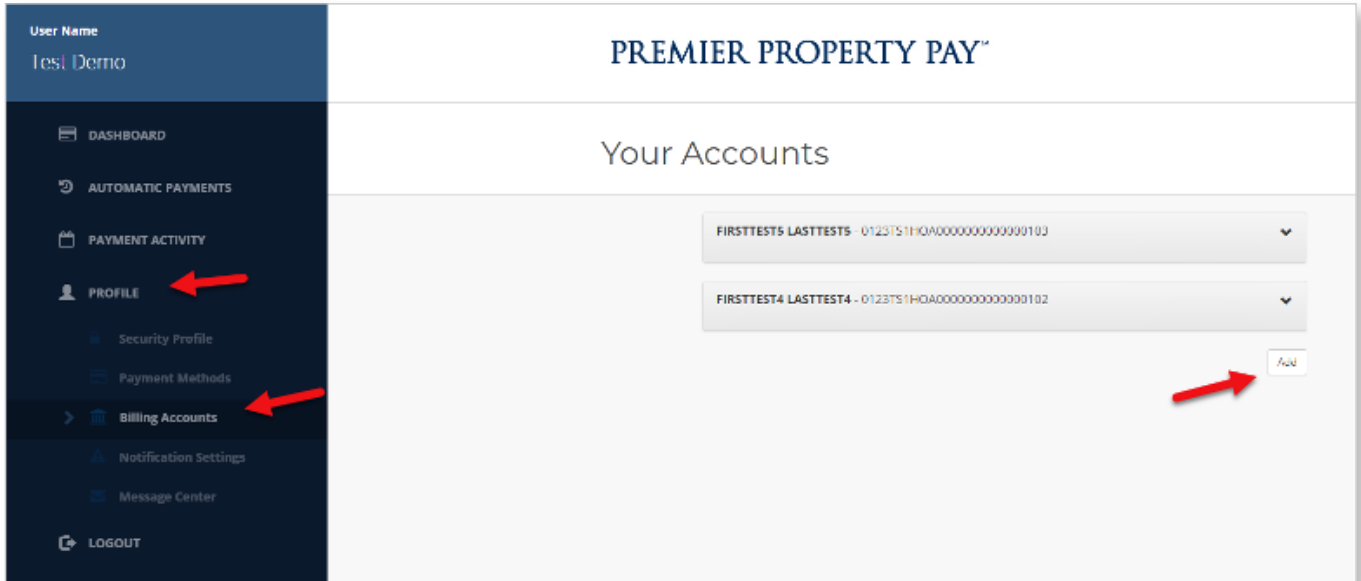 User Name
Test Demo
PREMIER PROPERTY PAY℠
DASHBOARD
AUTOMATIC PAYMENTS
PAYMENT ACTIVITY
PROFILE
Security Profile
Payment Methods
Billing Accounts
Notification Settings
Message Center
LOGOUT
Your Accounts
FIRSTTEST5 LASTTEST5 - 0123TS1HOA0000000000000103
FIRSTTEST4 LASTTEST4 - 0123TS1HOA0000000000000102
Add